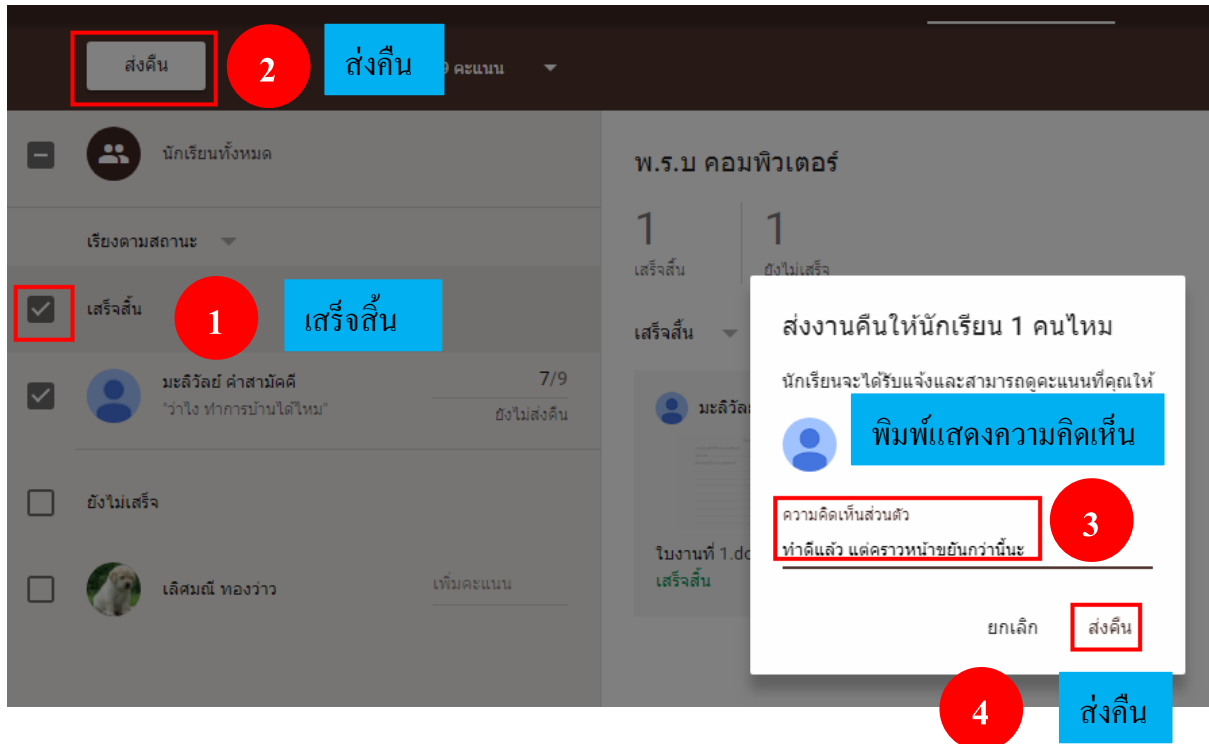 ส่งคืน
2
ส่งคืน
9 คะแนน
นักเรียนทั้งหมด
พ.ร.บ คอมพิวเตอร์
เรียงตามสถานะ
1
1
เสร็จสิ้น
ยังไม่เสร็จ
เสร็จสิ้น
1
เสร็จสิ้น
เสร็จสิ้น
มะลิวัลย์ คำสามัคคี
7/9
"ว่าไง ทำการบ้านได้ไหม"
ยังไม่ส่งคืน
มะลิวัล
ส่งงานคืนให้นักเรียน 1 คนไหม
นักเรียนจะได้รับแจ้งและสามารถดูคะแนนที่คุณให้
พิมพ์แสดงความคิดเห็น
ยังไม่เสร็จ
ความคิดเห็นส่วนตัว
3
ทำดีแล้ว แต่คราวหน้าขยันกว่านี้นะ
ใบงานที่ 1.do
เสร็จสิ้น
เลิศมณี ทองว่าว
เพิ่มคะแนน
ยกเลิก
ส่งคืน
4
ส่งคืน